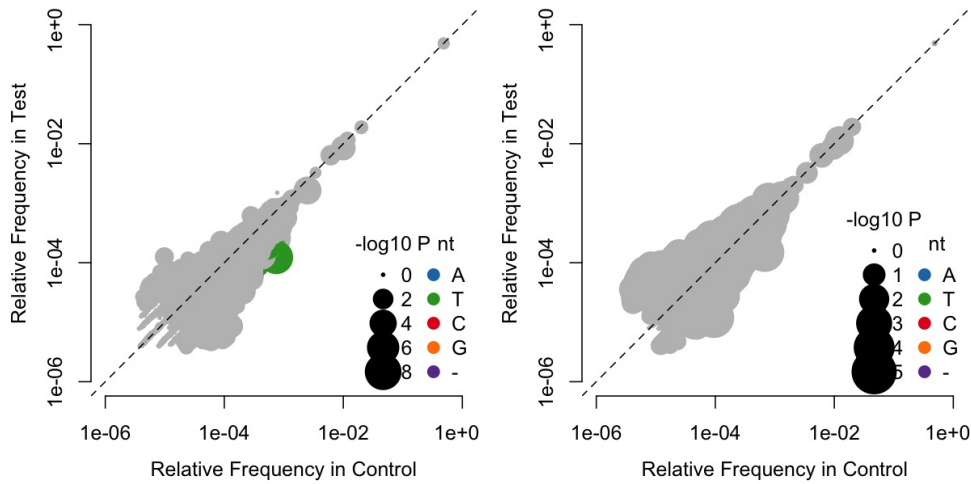 1e+0
1e-02
1e-04
1e-06
Relative Frequency in Test
-log10 P nt
0 A
2 T
4 C
6 G
8 -
1e-06 1e-04 1e-02 1e+0
Relative Frequency in Control
1e+0
1e-02
1e-04
1e-06
Relative Frequency in Test
-log10 P
nt
0
1 A
2 T
3 C
4 G
5 -
1e-06 1e-04 1e-02 1e+0
Relative Frequency in Control